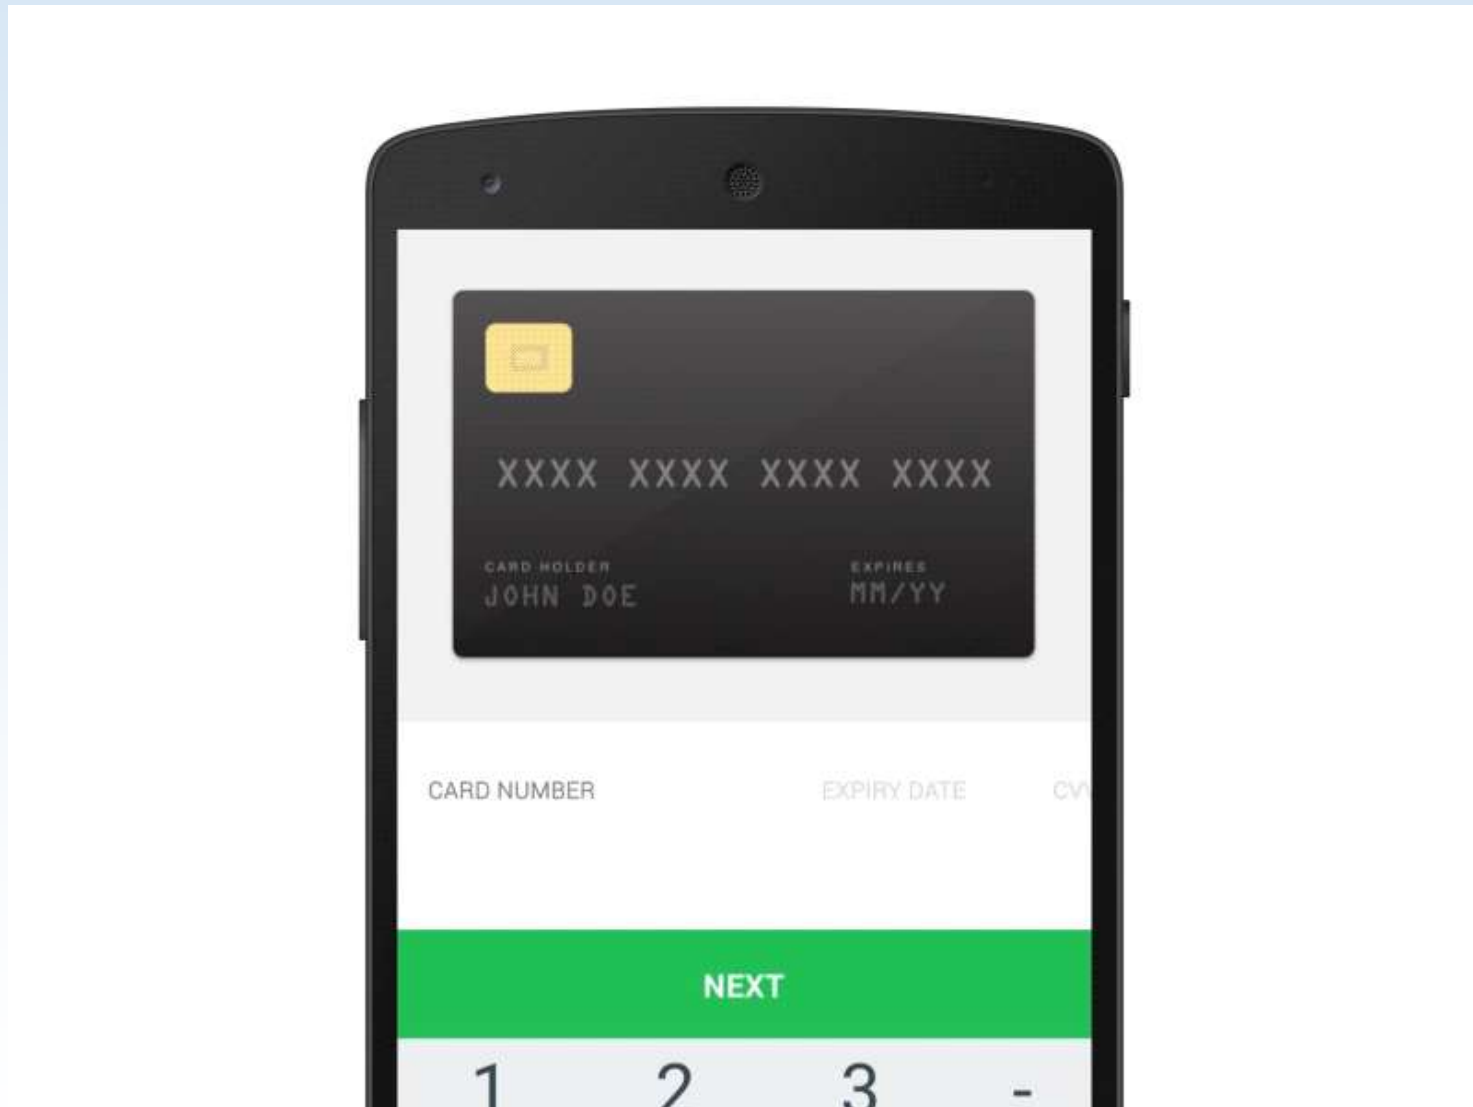 XXXX XXXX XXXX XXXX
CARD HOLDER
EXPIRES
JOHN DOE
MM/YY
CARD NUMBER
EXPIRY DATE
NEXT
1 2 3 -